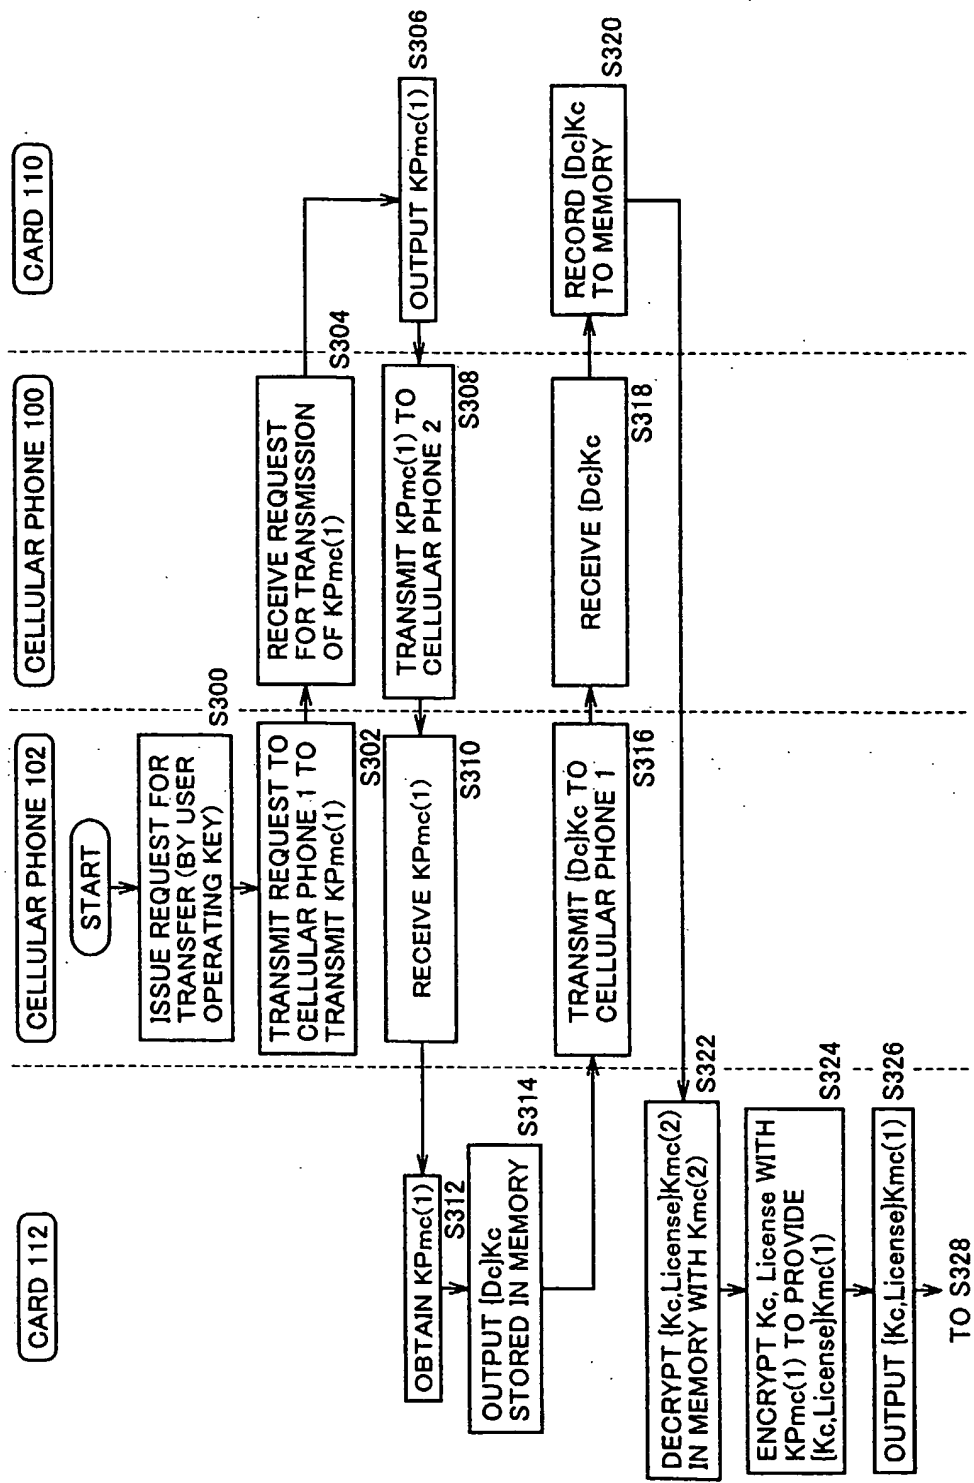 CARD 112
CELLULAR PHONE 102
CELLULAR PHONE 100
CARD 110
START
ISSUE REQUEST FOR
TRANSFER (BY USER
OPERATING KEY)
S300
TRANSMIT REQUEST TO
CELLULAR PHONE 1 TO
TRANSMIT KPmc(1)
S302
RECEIVE REQUEST
FOR TRANSMISSION
OF KPmc(1)
S304
OUTPUT KPmc(1)
S306
TRANSMIT KPmc(1) TO
CELLULAR PHONE 2
S308
RECEIVE KPmc(1)
S310
OBTAIN KPmc(1)
S312
OUTPUT {Dc}Kc
STORED IN MEMORY
S314
TRANSMIT {Dc}Kc TO
CELLULAR PHONE 1
S316
RECEIVE {Dc}Kc
S318
RECORD {Dc}Kc
TO MEMORY
S320
DECRYPT {Kc,License}Kmc(2)
IN MEMORY WITH Kmc(2)
S322
ENCRYPT Kc, License WITH
KPmc(1) TO PROVIDE
{Kc,License}Kmc(1)
S324
OUTPUT {Kc,License}Kmc(1)
S326
TO S328